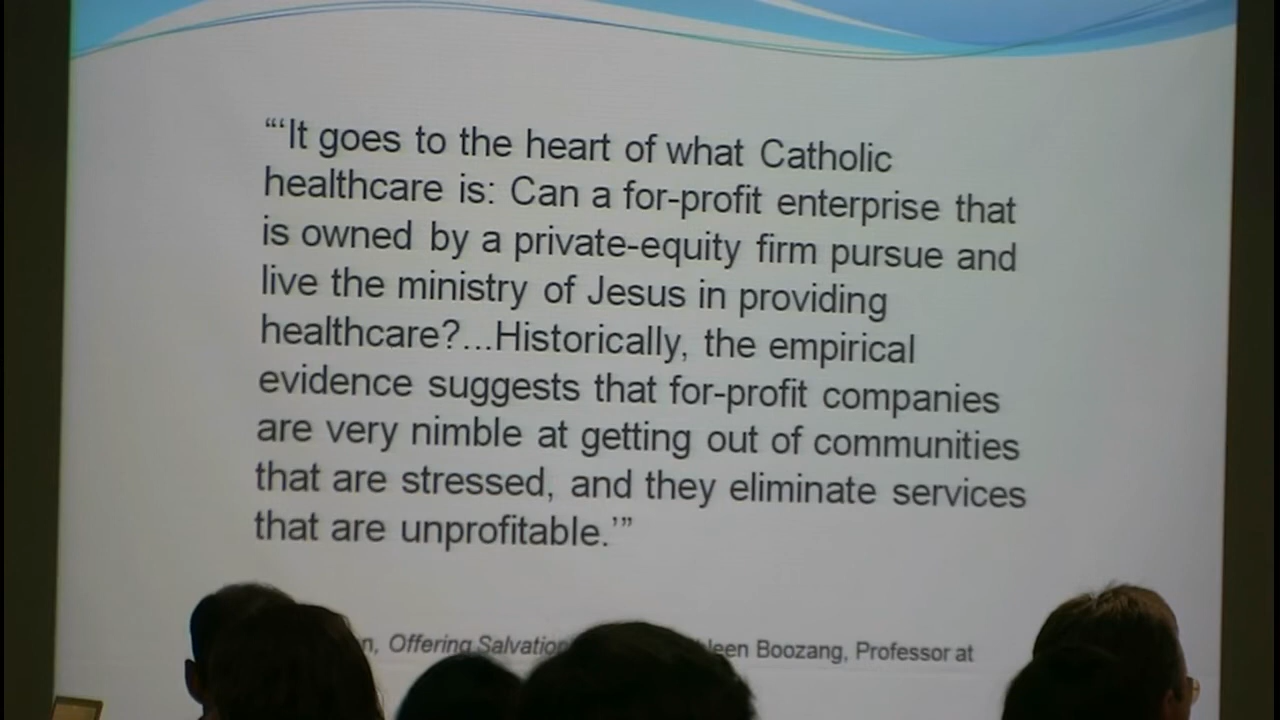 “‘It goes to the heart of what Catholic
healthcare is: Can a for-profit enterprise that
is owned by a private-equity firm pursue and
live the ministry of Jesus in providing
healthcare?...Historically, the empirical
evidence suggests that for-profit companies
are very nimble at getting out of communities
that are stressed, and they eliminate services
that are unprofitable.’”
Offering Salvation Boozang, Professor at